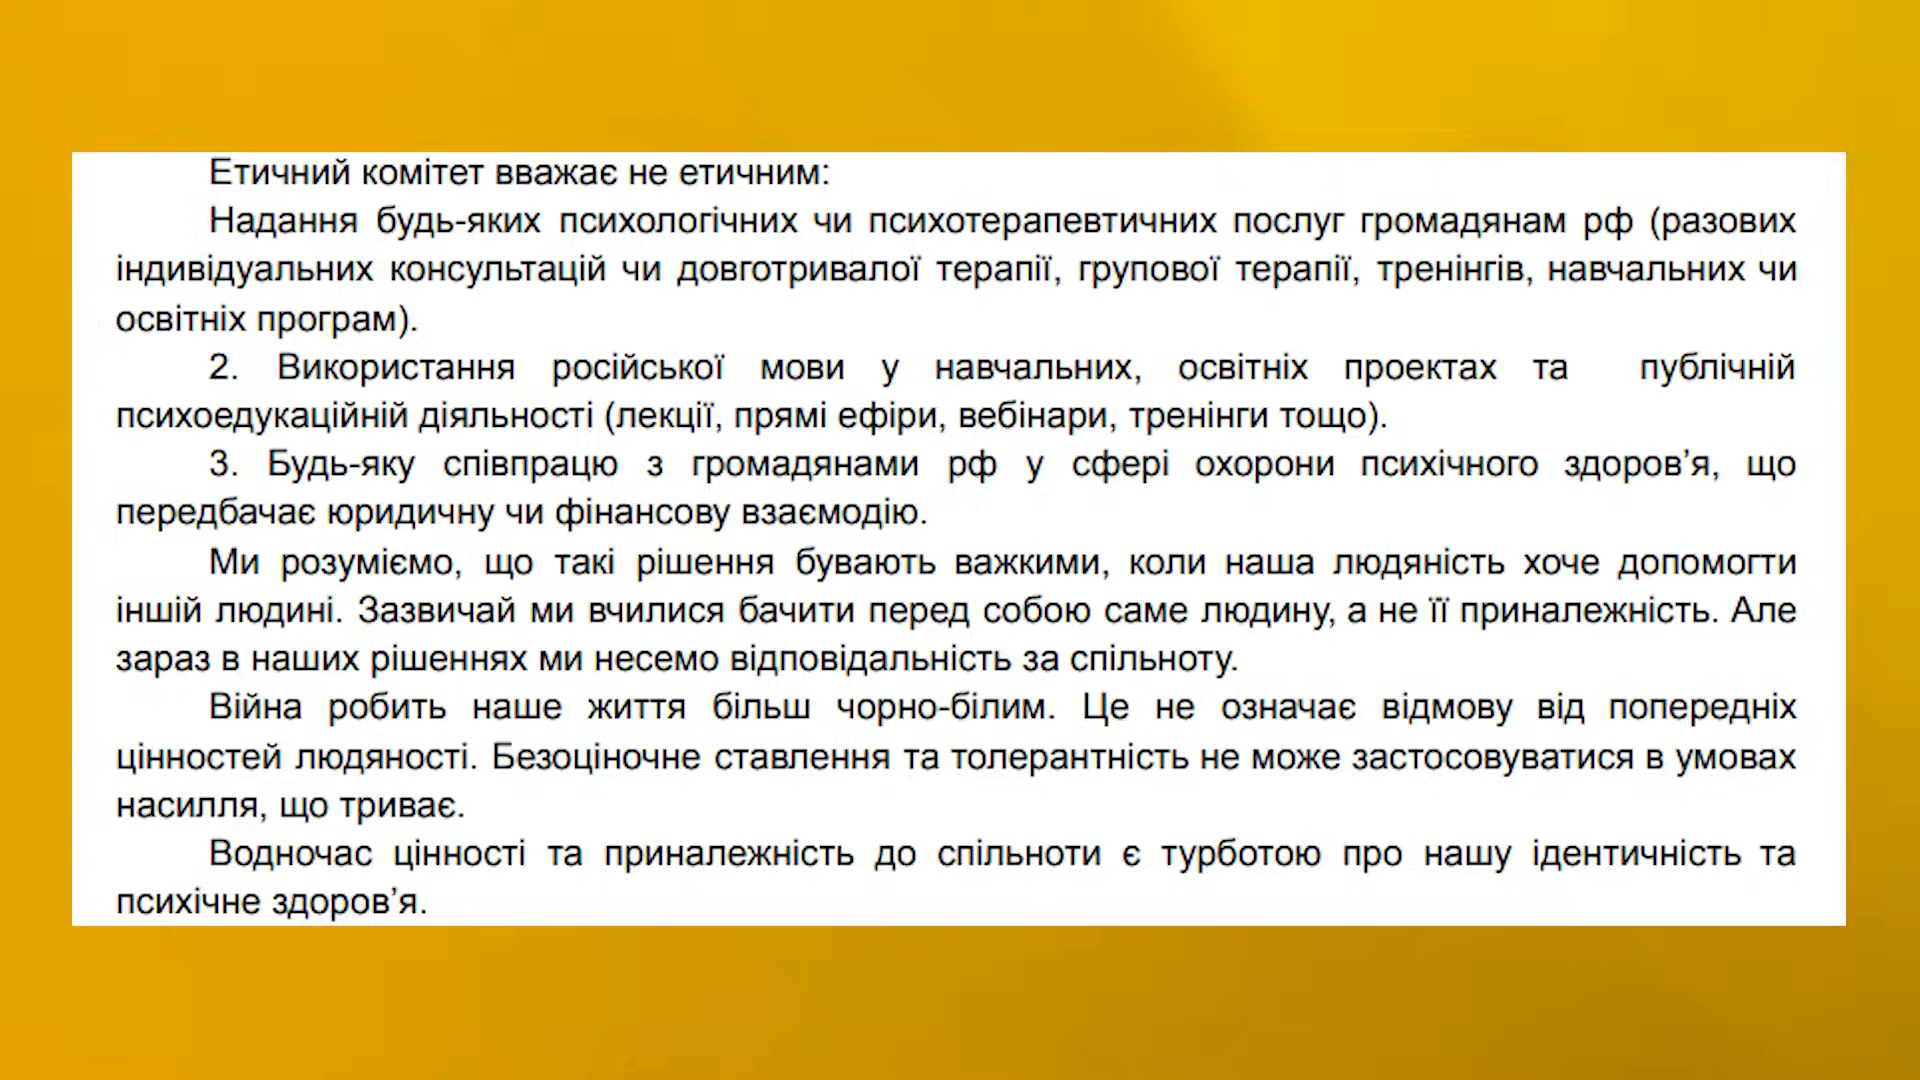 Етичний комітет вважає не етичним:
Надання будь-яких психологічних чи психотерапевтичних послуг громадянам рф (разових
індивідуальних консультацій чи довготривалої терапії, групової терапії, тренінгів, навчальних чи
освітніх програм).
2. Використання російської мови у навчальних, освітніх проектах та публічній
психоедукаційній діяльності (лекції, прямі ефіри, вебінари, тренінги тощо).
3. Будь-яку співпрацю з громадянами рф у сфері охорони психічного здоров’я, що
передбачає юридичну чи фінансову взаємодію.
Ми розуміємо, що такі рішення бувають важкими, коли наша людяність хоче допомогти
іншій людині. Зазвичай ми вчилися бачити перед собою саме людину, а не її приналежність. Але
зараз в наших рішеннях ми несемо відповідальність за спільноту.
Війна робить наше життя більш чорно-білим. Це не означає відмову від попередніх
цінностей людяності. Безоціночне ставлення та толерантність не може застосовуватися в умовах
насилля, що триває.
Водночас цінності та приналежність до спільноти є турботою про нашу ідентичність та
психічне здоров’я.